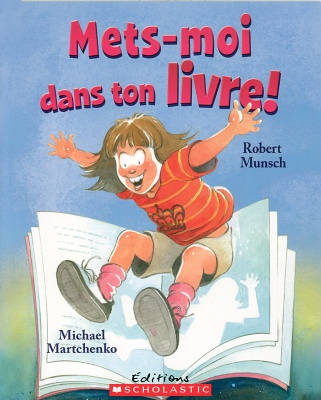 Mets-moi
dans ton livre!
Robert
Munsch
Michael
Martchenko
Éditions
SCHOLASTIC